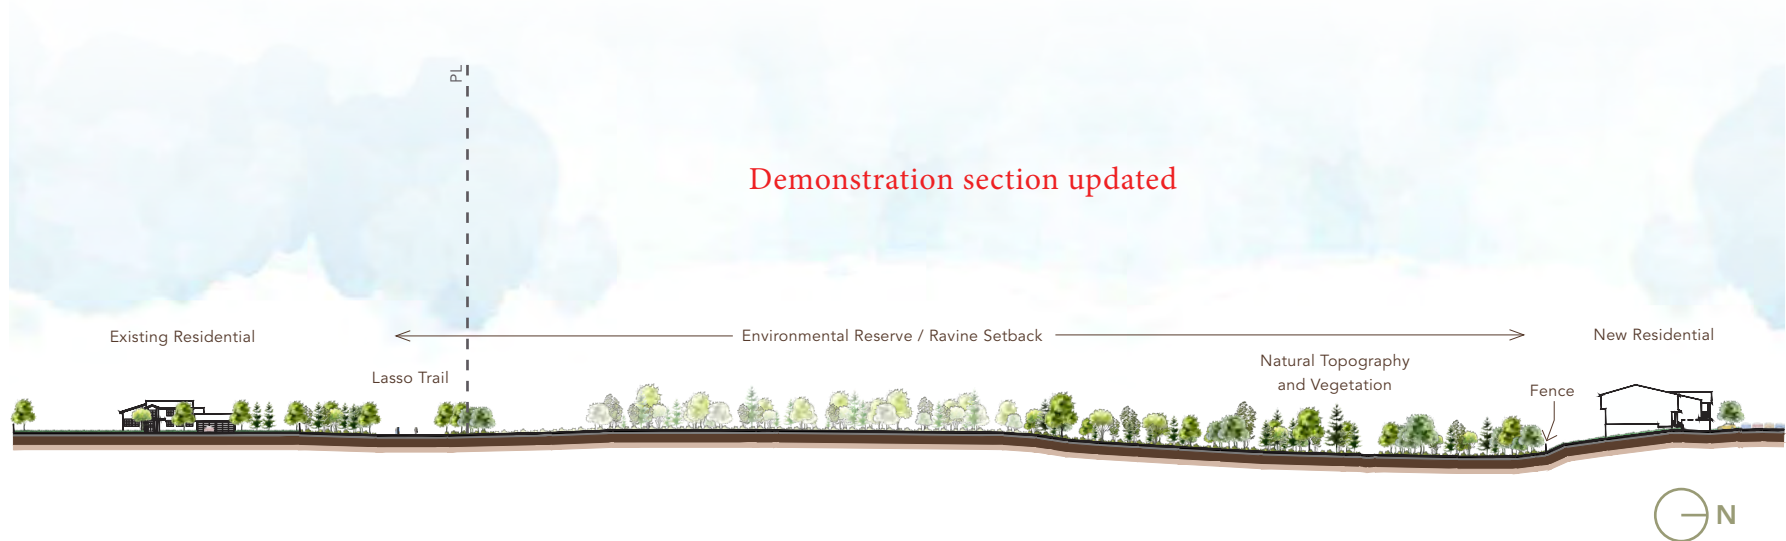 PL
Demonstration section updated
Existing Residential
Environmental Reserve / Ravine Setback
New Residential
Lasso Trail
Natural Topography
and Vegetation
Fence
N